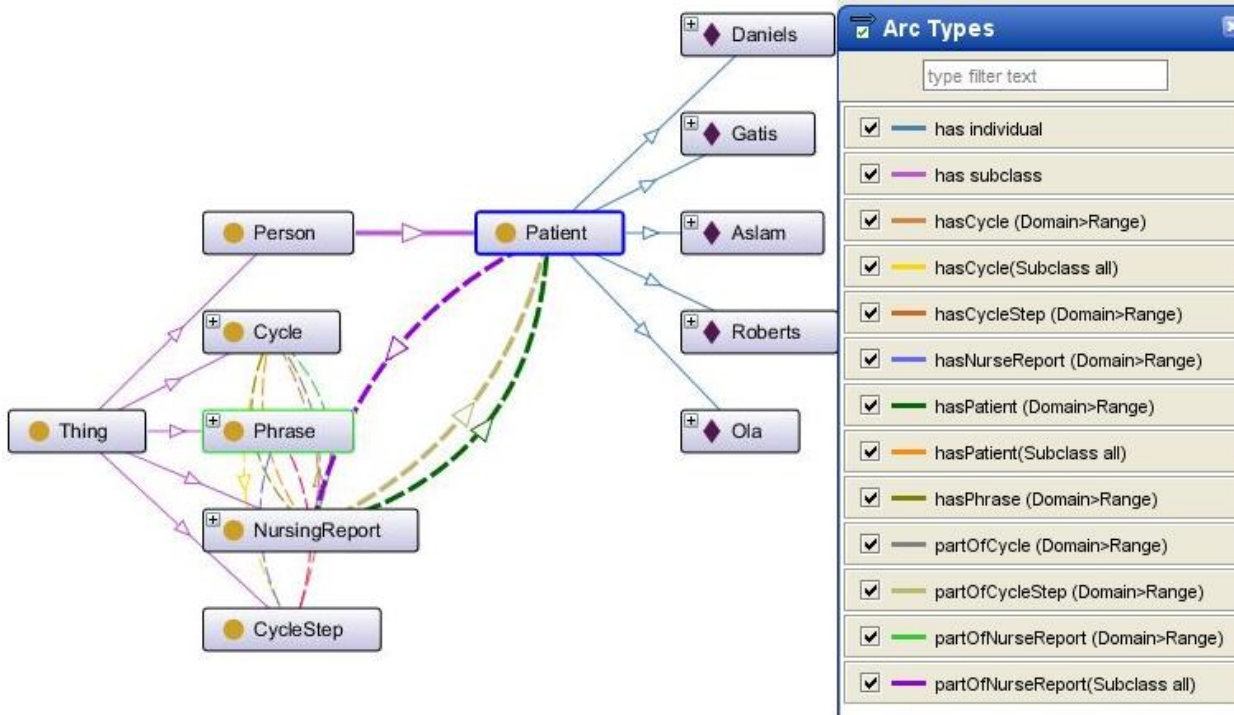 Daniels
Gatis
Person
Patient
Aslam
Cycle
Roberts
Thing
Phrase
Ola
NursingReport
CycleStep
Arc Types
type filter text
has individual
has subclass
hasCycle (Domain>Range)
hasCycle(Subclass all)
hasCycleStep (Domain>Range)
hasNurseReport (Domain>Range)
hasPatient (Domain>Range)
hasPatient(Subclass all)
hasPhrase (Domain>Range)
partOfCycle (Domain>Range)
partOfCycleStep (Domain>Range)
partOfNurseReport (Domain>Range)
partOfNurseReport(Subclass all)